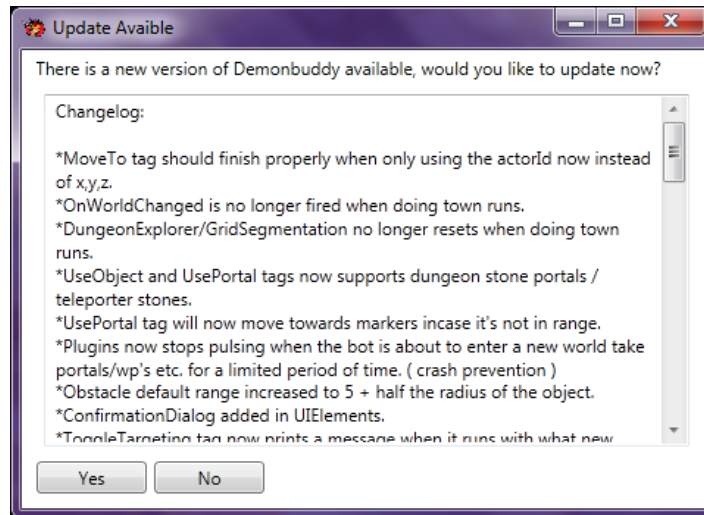 Update Avaible
There is a new version of Demonbuddy available, would you like to update now?
Changelog:
*MoveTo tag should finish properly when only using the actorId now instead
of x,y,z.
*OnWorldChanged is no longer fired when doing town runs.
*DungeonExplorer/GridSegmentation no longer resets when doing town
runs.
*UseObject and UsePortal tags now supports dungeon stone portals /
teleporter stones.
*UsePortal tag will now move towards markers incase it's not in range.
*Plugins now stops pulsing when the bot is about to enter a new world take
portals/wp's etc. for a limited period of time. ( crash prevention )
*Obstacle default range increased to 5 + half the radius of the object.
*ConfirmationDialog added in UIElements.
*ToggleTargeting tag now prints a message when it runs with what new
Yes
No